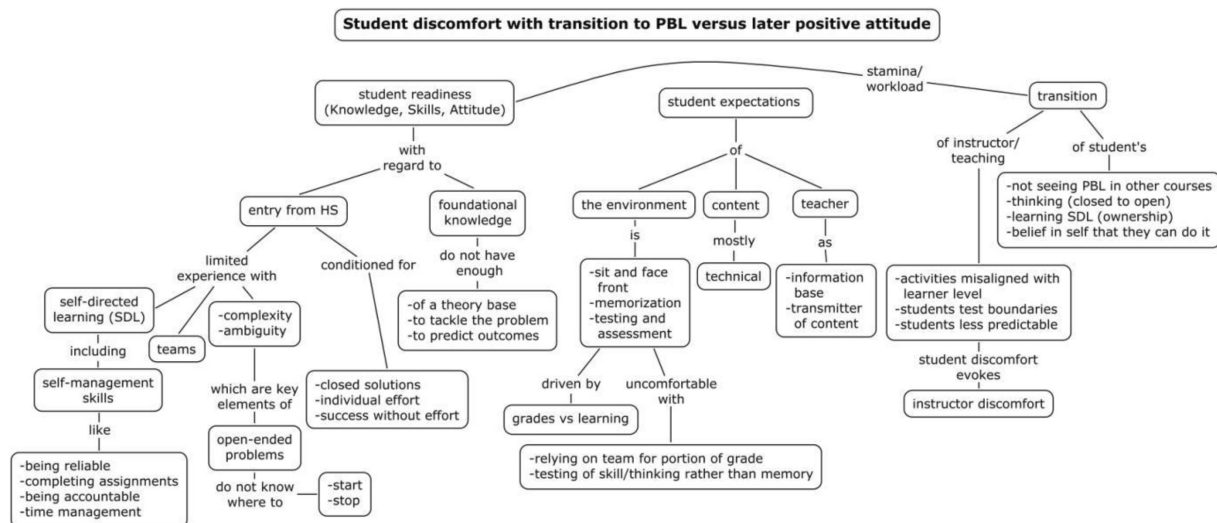 Student discomfort with transition to PBL versus later positive attitude
stamina/
workload
student readiness
(Knowledge, Skills, Attitude)
student expectations
transition
with
regard to
of
of instructor/
teaching
of student's
entry from HS
foundational
knowledge
the environment
content
teacher
-not seeing PBL in other courses
-thinking (closed to open)
-learning SDL (ownership)
-belief in self that they can do it
limited
experience with
conditioned for
do not have
enough
is
mostly
as
self-directed
learning (SDL)
teams
-complexity
-ambiguity
-of a theory base
-to tackle the problem
-to predict outcomes
-sit and face
front
-memorization
-testing and
assessment
technical
-information
base
-transmitter
of content
-activities misaligned with
learner level
-students test boundaries
-students less predictable
including
self-management
skills
which are key
elements of
-closed solutions
-individual effort
-success without effort
driven by
uncomfortable
with
student discomfort
evokes
grades vs learning
instructor discomfort
like
open-ended
problems
-being reliable
-completing assignments
-being accountable
-time management
do not know
where to
-start
-stop
-relying on team for portion of grade
-testing of skill/thinking rather than memory